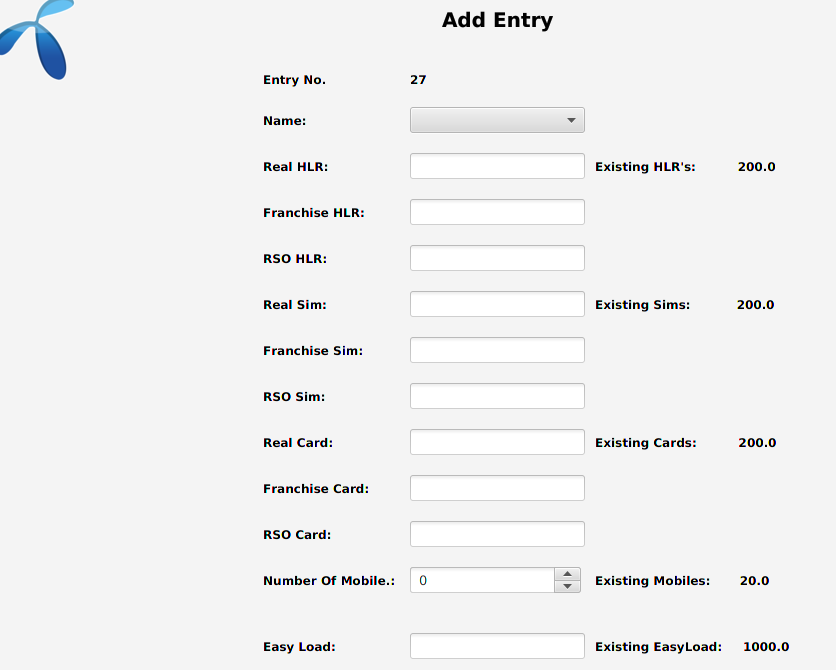 Add Entry
Entry No. 27
Name:
Real HLR: Existing HLR's: 200.0
Franchise HLR:
RSO HLR:
Real Sim: Existing Sims: 200.0
Franchise Sim:
RSO Sim:
Real Card: Existing Cards: 200.0
Franchise Card:
RSO Card:
Number Of Mobile.: 0 Existing Mobiles: 20.0
Easy Load: Existing EasyLoad: 1000.0